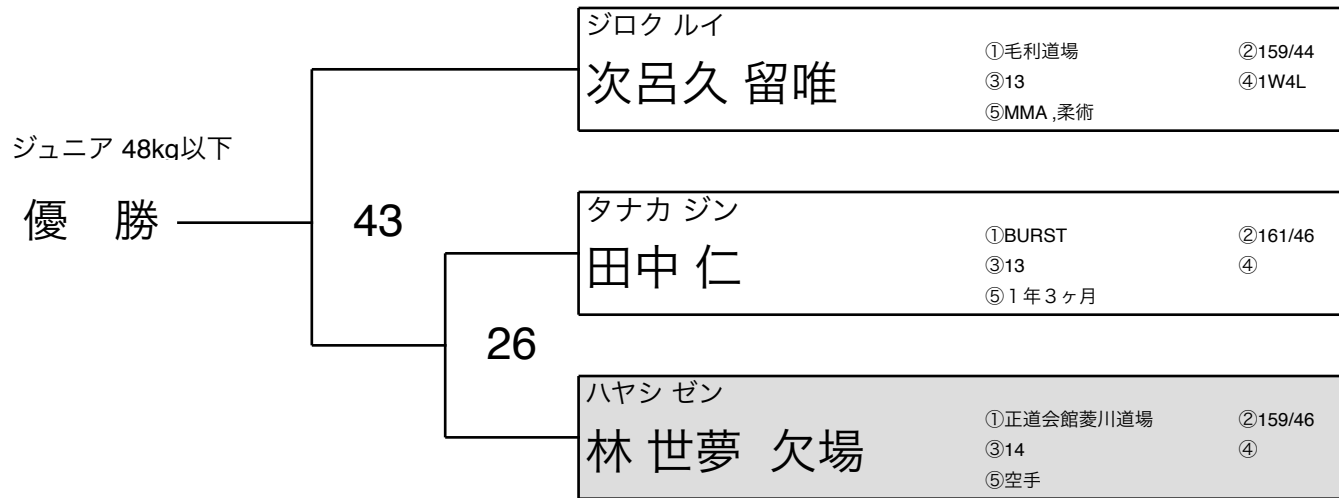 ジュニア 48kg以下
優 勝
43
26
ジロク ルイ
次呂久 留唯
①毛利道場 ②159/44
③13 ④1W4L
⑤MMA ,柔術
タナカ ジン
田中 仁
①BURST ②161/46
③13 ④
⑤１年３ヶ月
ハヤシ ゼン
林 世夢 欠場
①正道会館菱川道場 ②159/46
③14 ④
⑤空手